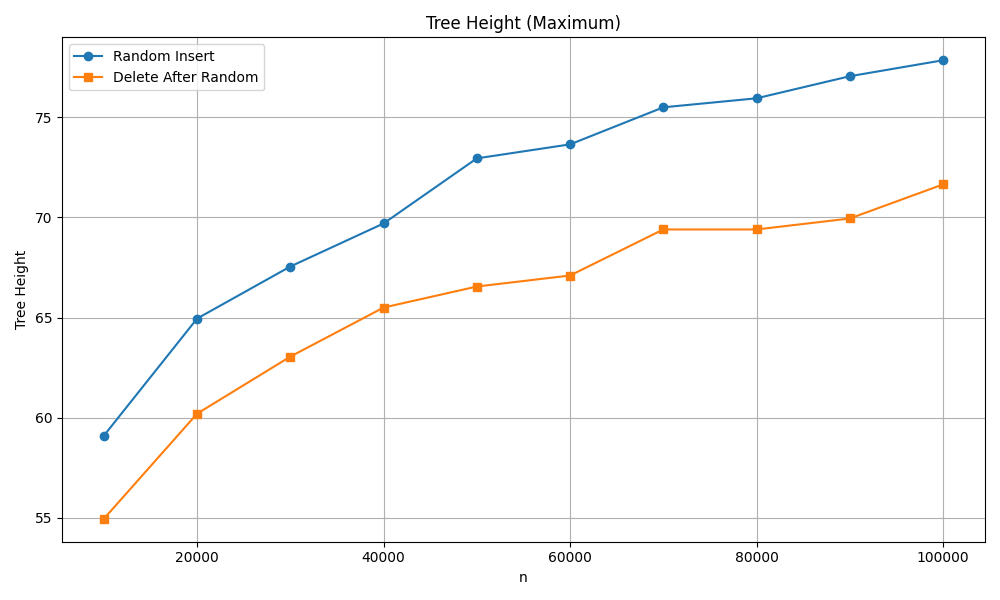 Tree Height (Maximum)
Random Insert
Delete After Random
75
70
65
60
55
Tree Height
20000 40000 60000 80000 100000
n